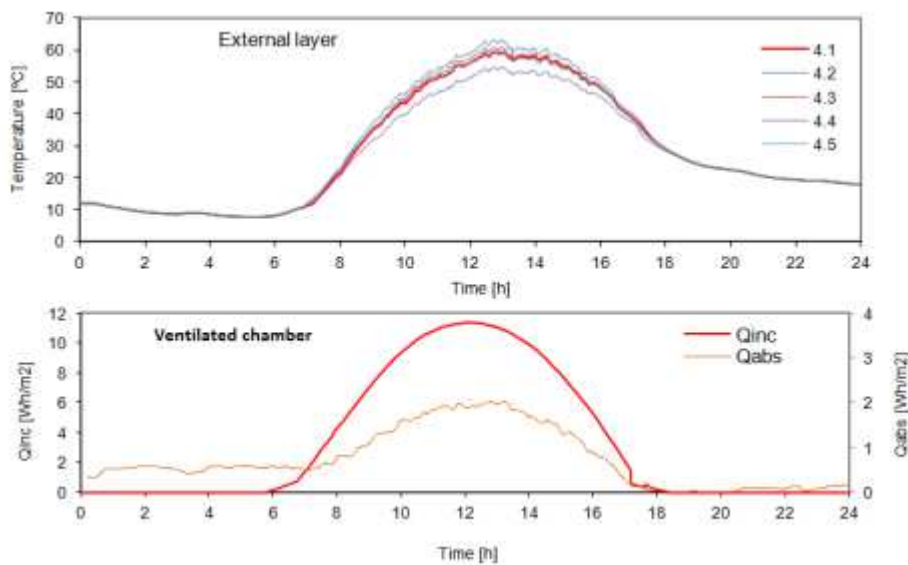 External layer
Temperature [ºC]
70
60
50
40
30
20
10
0
4.1
4.2
4.3
4.4
4.5
0 2 4 6 8 10 12 14 16 18 20 22 24
Time [h]
Ventilated chamber
Qinc [Wh/m2]
12
10
8
6
4
2
0
Qinc
Qabs
4
3
2
1
0
Qabs [Wh/m2]
0 2 4 6 8 10 12 14 16 18 20 22 24
Time [h]